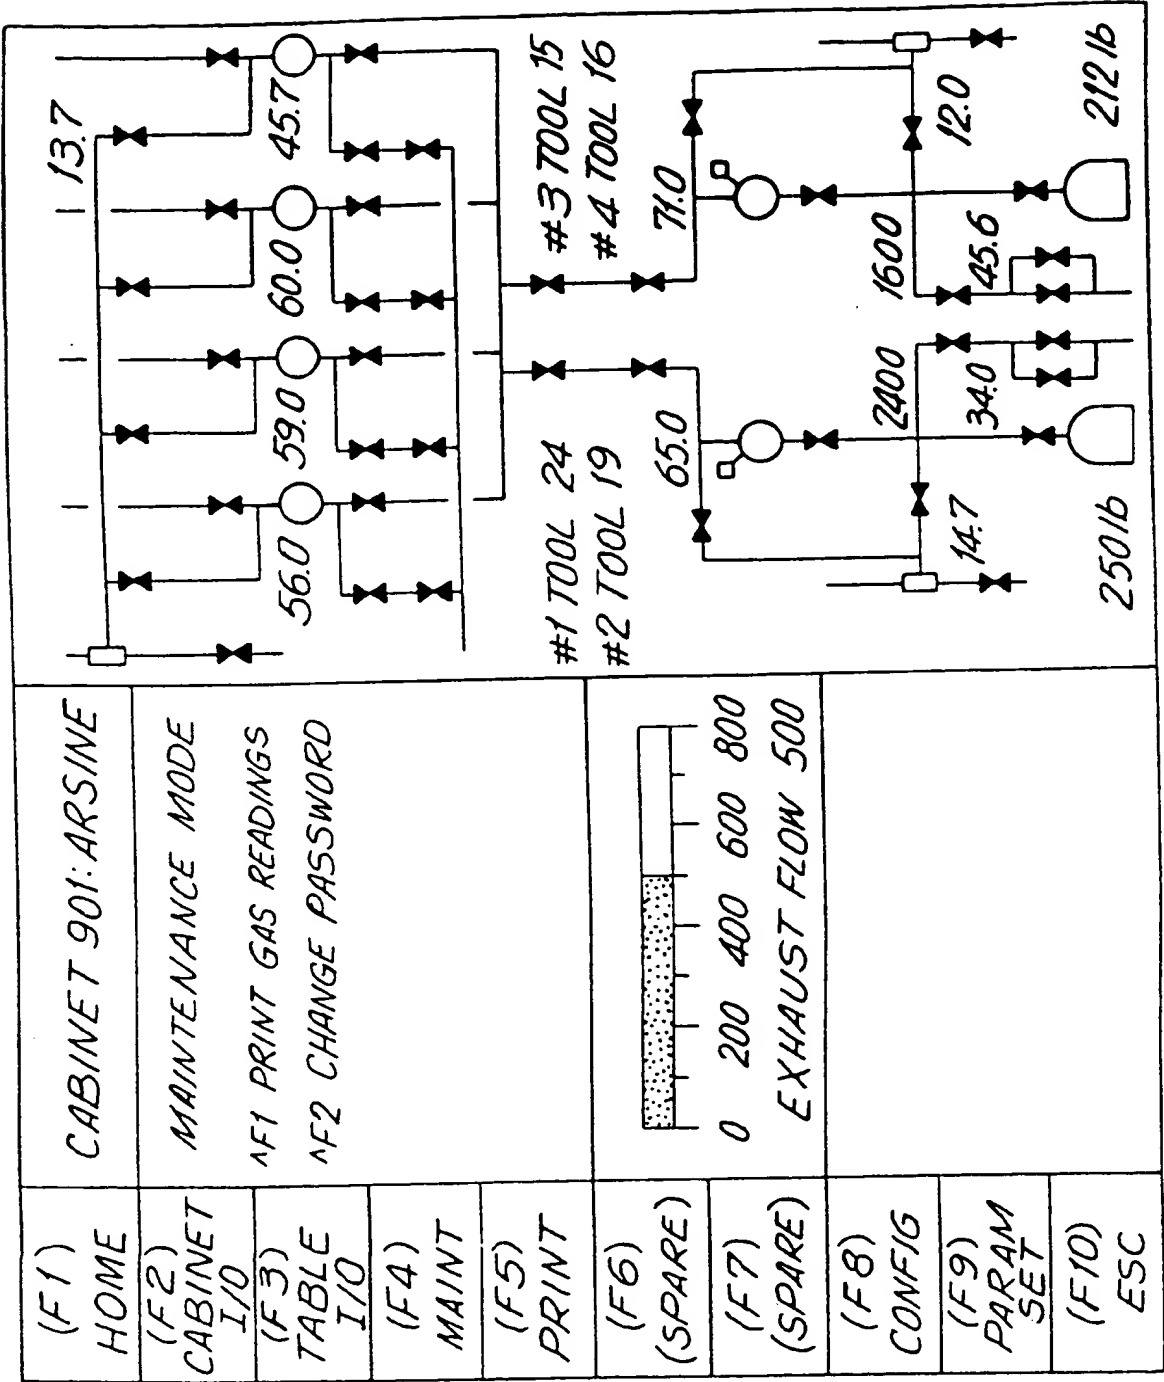 (F1)
HOME
(F2)
CABINET
I/O
(F3)
TABLE
I/O
(F4)
MAINT
(F5)
PRINT
(F6)
(SPARE)
(F7)
(SPARE)
(F8)
CONFIG
(F9)
PARAM
SET
(F10)
ESC
CABINET 901: ARSINE
MAINTENANCE MODE
^F1 PRINT GAS READINGS
^F2 CHANGE PASSWORD
0 200 400 600 800
EXHAUST FLOW 500
13.7
56.0 59.0 60.0 45.7
#1 TOOL 24
#2 TOOL 19
#3 TOOL 15
#4 TOOL 16
65.0 71.0
2400 1600
14.7 34.0 45.6 12.0
250 lb 212 lb